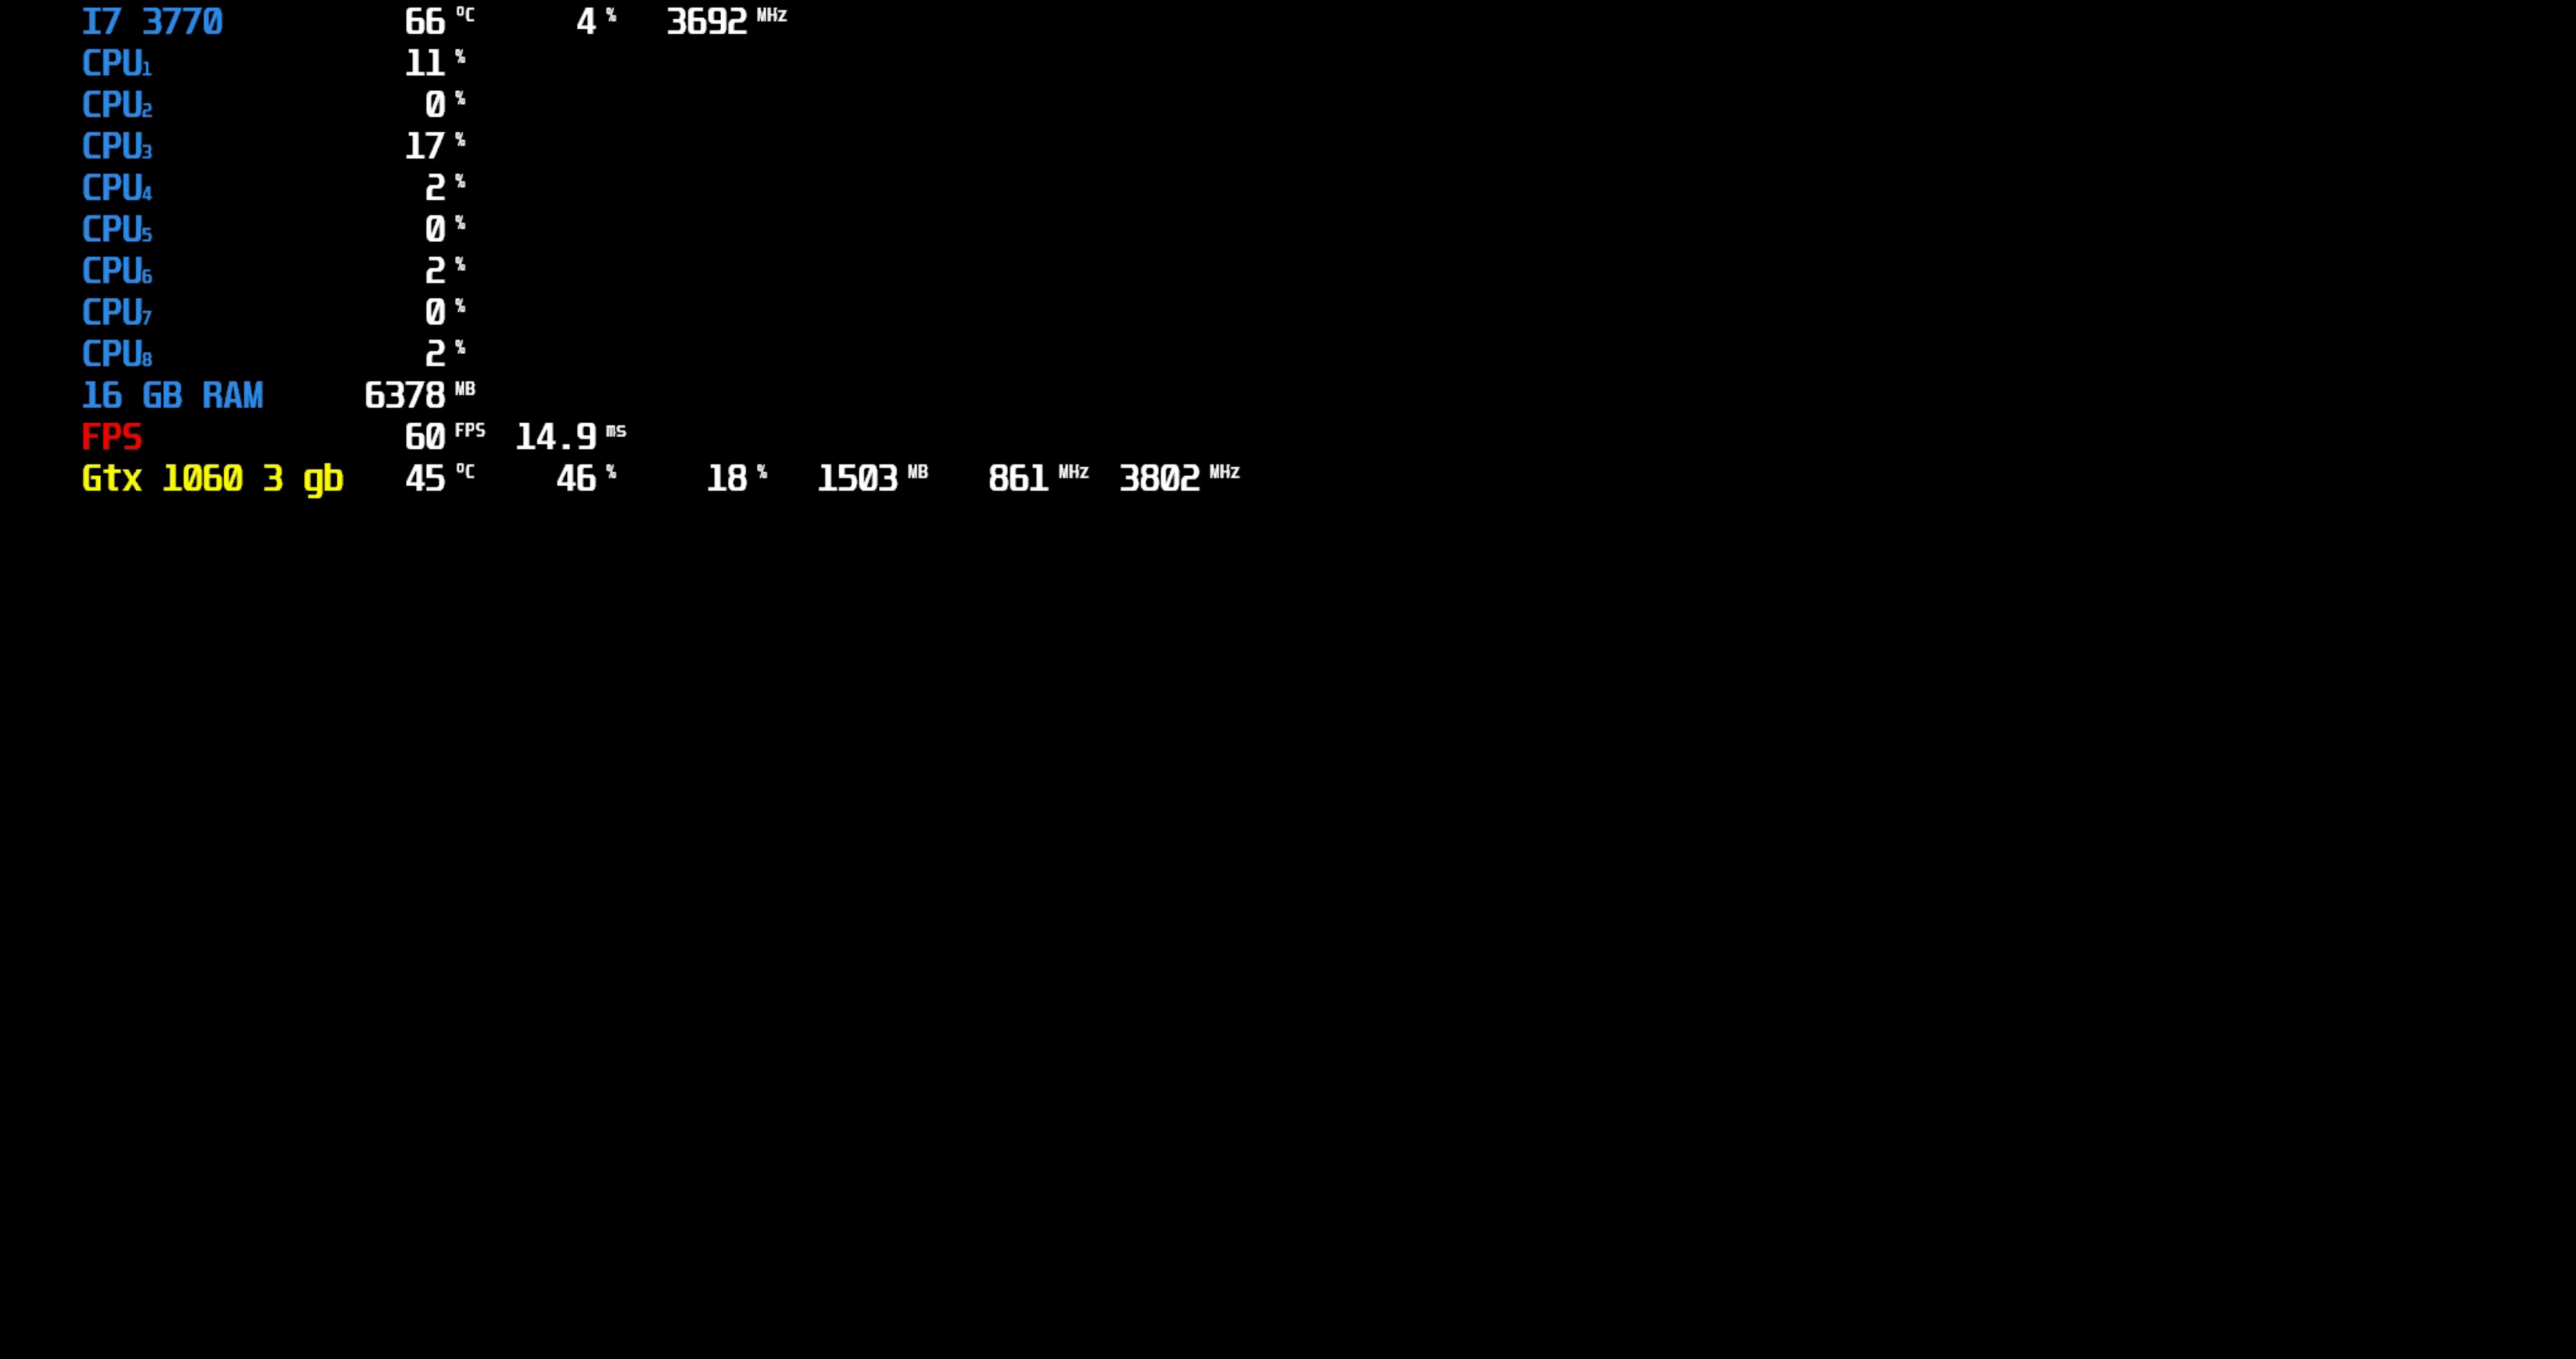 I7 3770 66 °C 4 % 3692 MHz
CPU1 11 %
CPU2 0 %
CPU3 17 %
CPU4 2 %
CPU5 0 %
CPU6 2 %
CPU7 0 %
CPU8 2 %
16 GB RAM 6378 MB
FPS 60 FPS 14.9 ms
Gtx 1060 3 gb 45 °C 46 % 18 % 1503 MB 861 MHz 3802 MHz